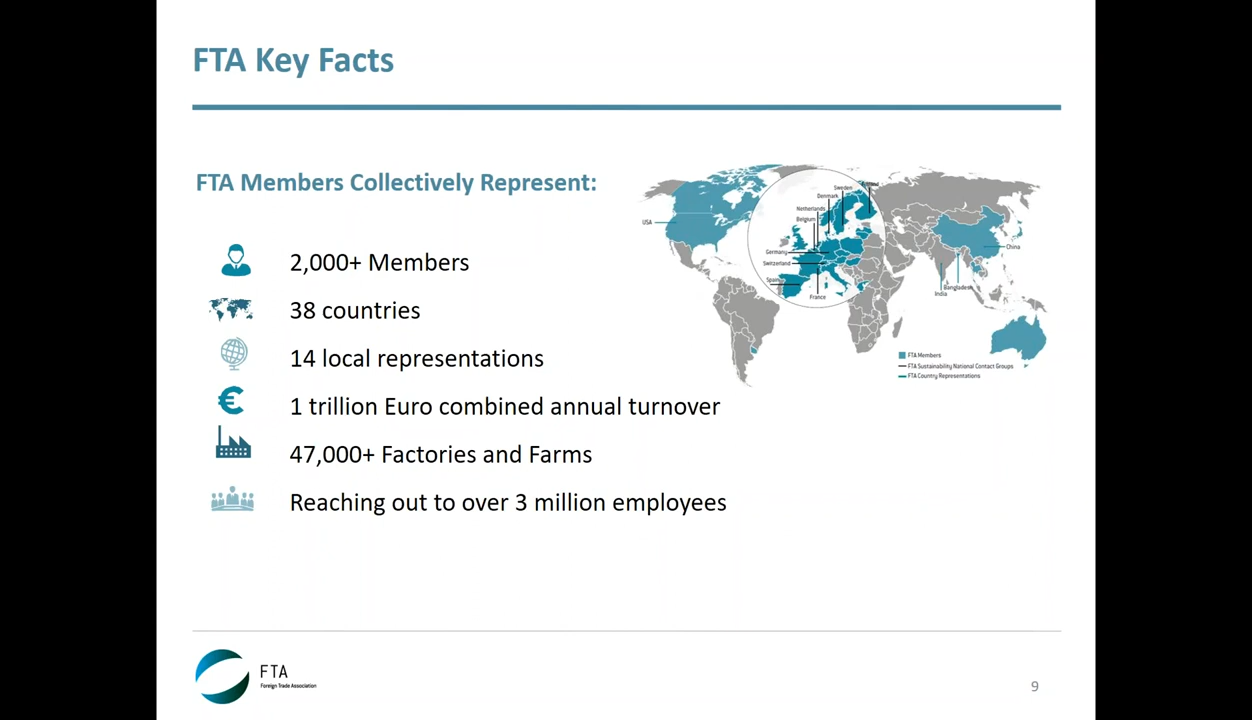 FTA Key Facts
FTA Members Collectively Represent:
2,000+ Members
38 countries
14 local representations
1 trillion Euro combined annual turnover
47,000+ Factories and Farms
Reaching out to over 3 million employees
USA
Sweden
Denmark
Netherlands
Belgium
Germany
Switzerland
Spain
France
China
Bangladesh
India
FTA Members
FTA Sustainability National Contact Groups
FTA Country Representations
FTA
Foreign Trade Association
9